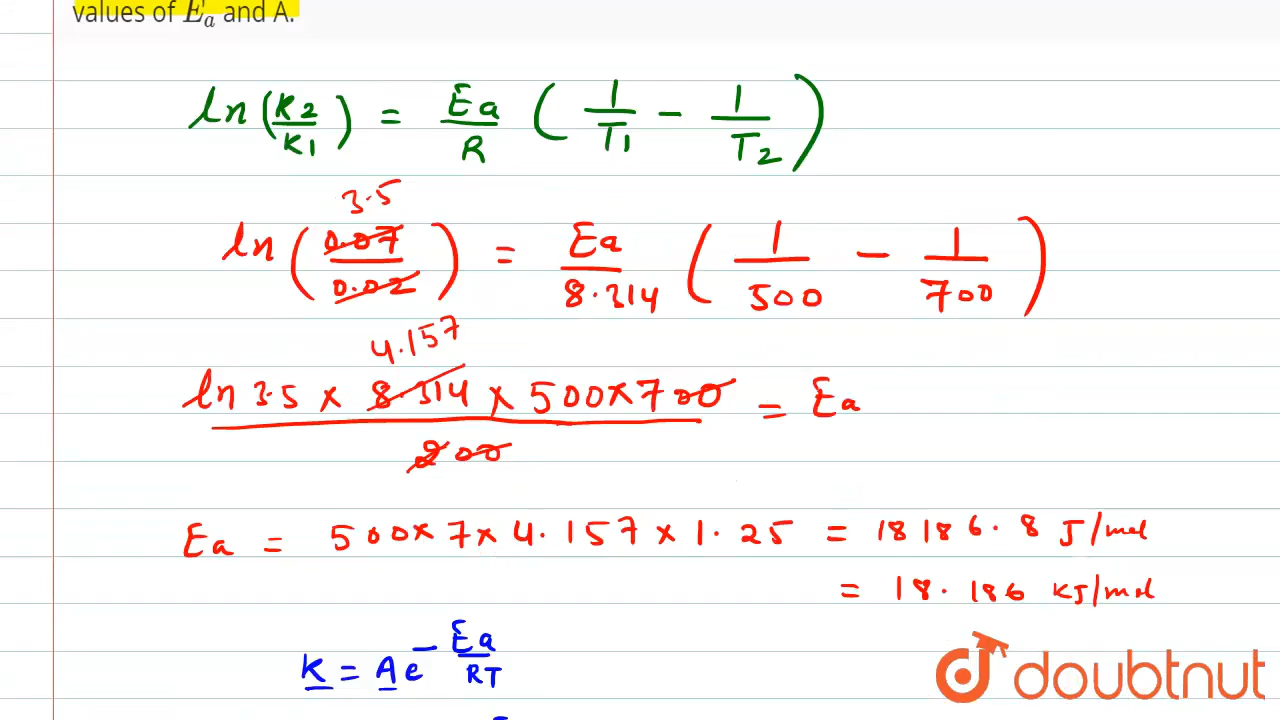 values of Eₐ and A.
ln (K2/K1) = Ea/R (1/T1 - 1/T2)
3.5
ln (0.07/0.02) = Ea/8.314 (1/500 - 1/700)
4.157
ln 3.5 x 8.314 x 500 x 700 / 200 = Ea
Ea = 500 x 7 x 4.157 x 1.25 = 18186.8 J/mol
= 18.186 KJ/mol
K = A e^-Ea/RT
doubtnut